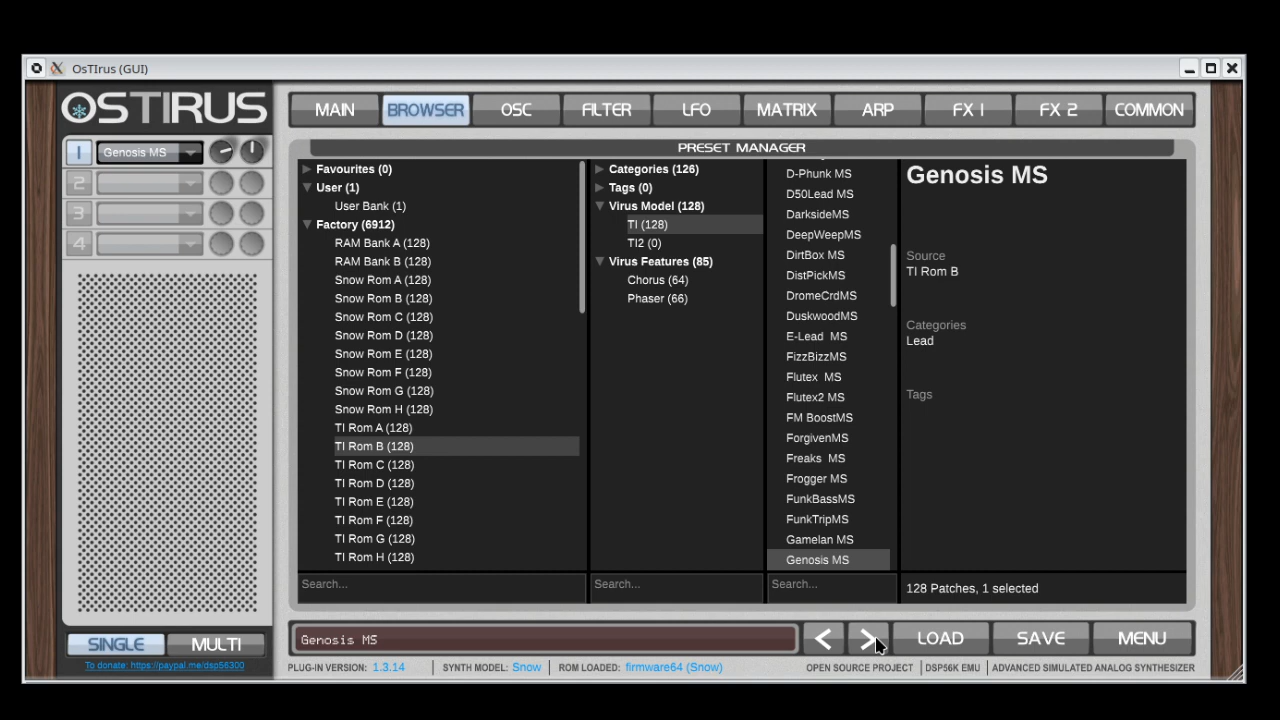 OsTIrus (GUI)
OSTIRUS
MAIN
BROWSER
OSC
FILTER
LFO
MATRIX
ARP
FX 1
FX 2
COMMON
1
Genosis MS
2
3
4
PRESET MANAGER
Favourites (0)
User (1)
User Bank (1)
Factory (6912)
RAM Bank A (128)
RAM Bank B (128)
Snow Rom A (128)
Snow Rom B (128)
Snow Rom C (128)
Snow Rom D (128)
Snow Rom E (128)
Snow Rom F (128)
Snow Rom G (128)
Snow Rom H (128)
TI Rom A (128)
TI Rom B (128)
TI Rom C (128)
TI Rom D (128)
TI Rom E (128)
TI Rom F (128)
TI Rom G (128)
TI Rom H (128)
Search...
Categories (126)
Tags (0)
Virus Model (128)
TI (128)
TI2 (0)
Virus Features (85)
Chorus (64)
Phaser (66)
Search...
D-Phunk MS
D50Lead MS
DarksideMS
DeepWeepMS
DirtBox MS
DistPickMS
DromeCrdMS
DuskwoodMS
E-Lead  MS
FizzBizzMS
Flutex  MS
Flutex2 MS
FM BoostMS
ForgivenMS
Freaks  MS
Frogger MS
FunkBassMS
FunkTripMS
Gamelan MS
Genosis MS
Search...
Genosis MS
Source
TI Rom B
Categories
Lead
Tags
128 Patches, 1 selected
SINGLE
MULTI
To donate: https://paypal.me/dsp56300
Genosis MS
<
>
LOAD
SAVE
MENU
PLUG-IN VERSION: 1.3.14
SYNTH MODEL: Snow
ROM LOADED: firmware64 (Snow)
OPEN SOURCE PROJECT
DSP56K EMU
ADVANCED SIMULATED ANALOG SYNTHESIZER